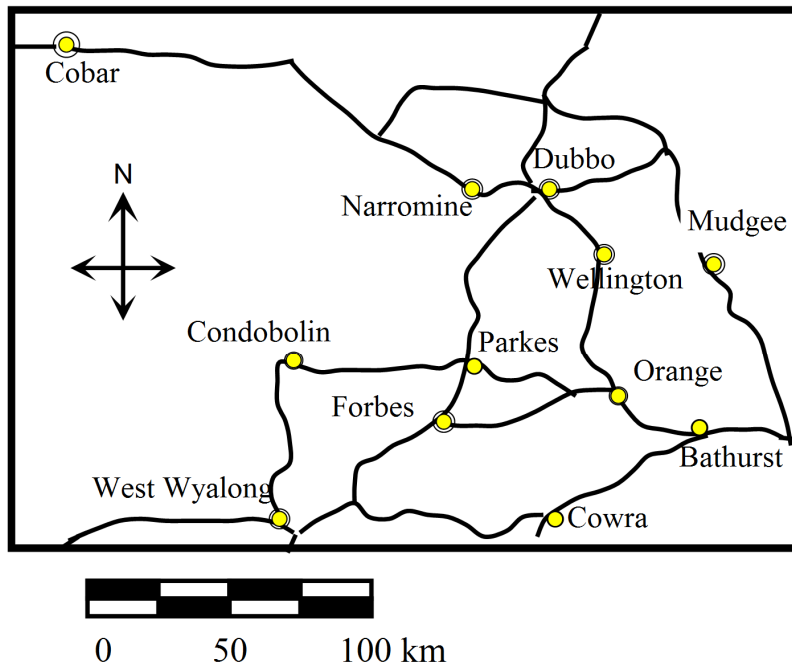 Cobar
N
Dubbo
Narromine
Mudgee
Wellington
Condobolin
Parkes
Orange
Forbes
Bathurst
West Wyalong
Cowra
0 50 100 km